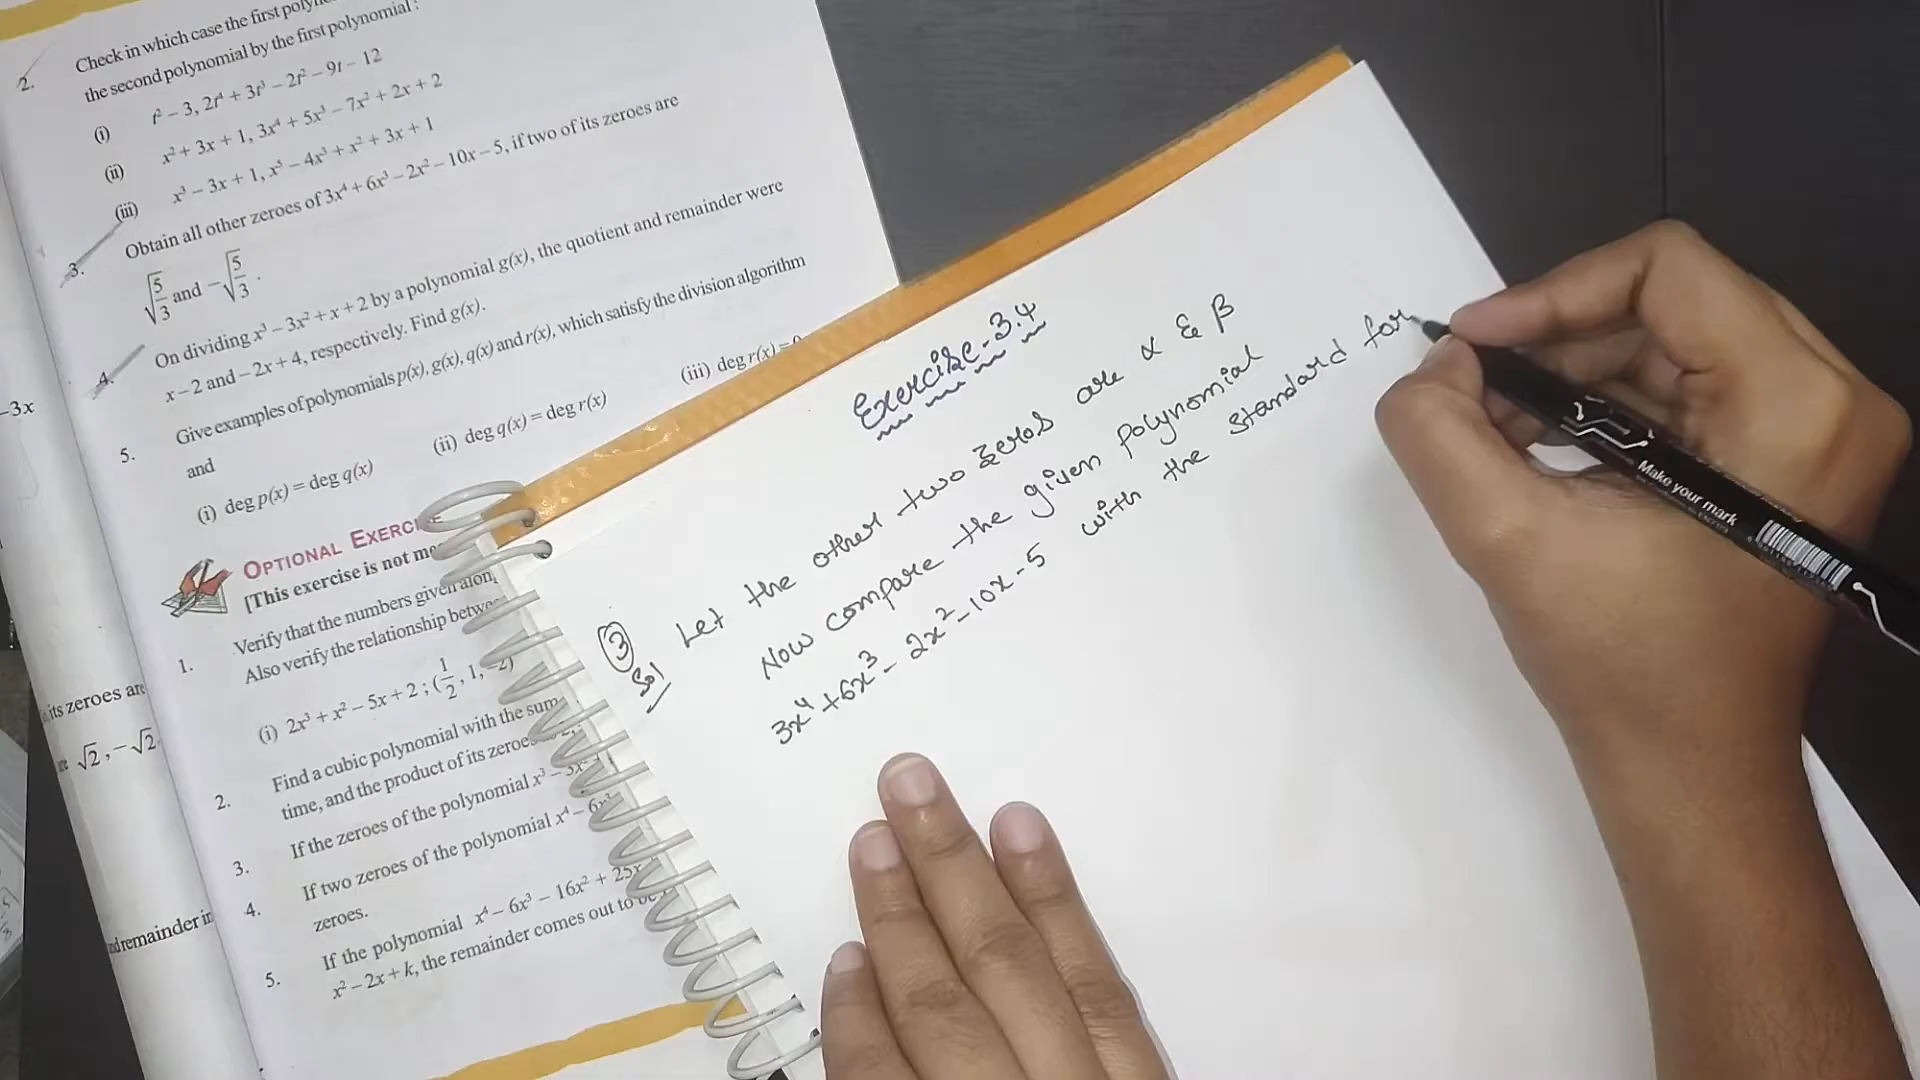 2. Check in which case the first
the second polynomial by the first polynomial :
(i) t² – 3, 2t⁴ + 3t³ – 2t² – 9t – 12
(ii) x² + 3x + 1, 3x⁴ + 5x³ – 7x² + 2x + 2
(iii) x³ – 3x + 1, x⁵ – 4x³ + x² + 3x + 1
3. Obtain all other zeroes of 3x⁴ + 6x³ – 2x² – 10x – 5, if two of its zeroes are
√(5/3) and –√(5/3) .
4. On dividing x³ – 3x² + x + 2 by a polynomial g(x), the quotient and remainder were
x – 2 and – 2x + 4, respectively. Find g(x).
5. Give examples of polynomials p(x), g(x), q(x) and r(x), which satisfy the division algorithm
and
(i) deg p(x) = deg q(x) (ii) deg q(x) = deg r(x) (iii) deg r(x) = 0
OPTIONAL
[This exercise is not
1. Verify that the numbers given
Also verify the relationship
(i) 2x³ + x² – 5x + 2 ; (1/2, 1, –2)
2. Find a cubic polynomial with the sum
time, and the product of its
3. If the zeroes of the polynomial x³ –
4. If two zeroes of the polynomial x⁴ –
zeroes.
5. If the polynomial x⁴ – 6x³ – 16x² + 25x
x² – 2x + k, the remainder comes out to
–3x
its zeroes
√2 , –√2
remainder
Exercise-3.4
③
Sol Let the other two zeros are α & β
Now compare the given polynomial
3x⁴+6x³-2x²-10x-5 with the standard for
Make your mark